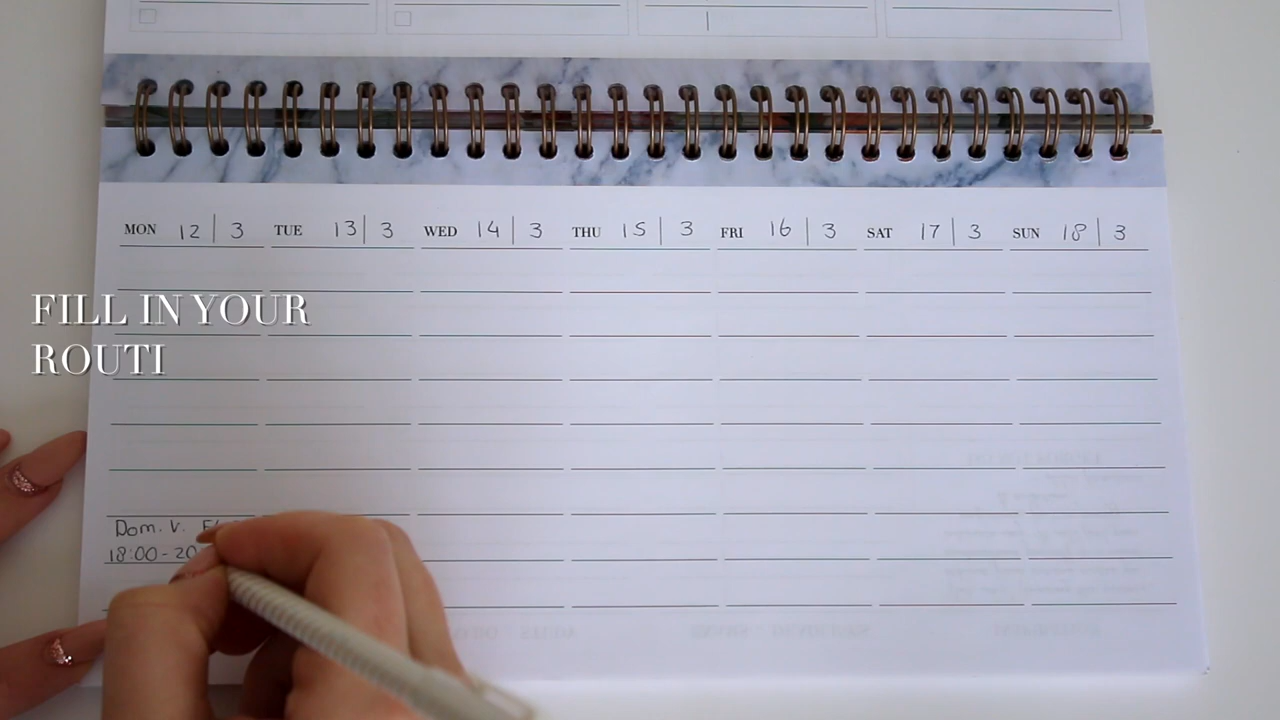 MON 12 | 3 TUE 13 | 3 WED 14 | 3 THU 15 | 3 FRI 16 | 3 SAT 17 | 3 SUN 18 | 3
FILL IN YOUR
ROUTI
Dom. V.
18:00-20